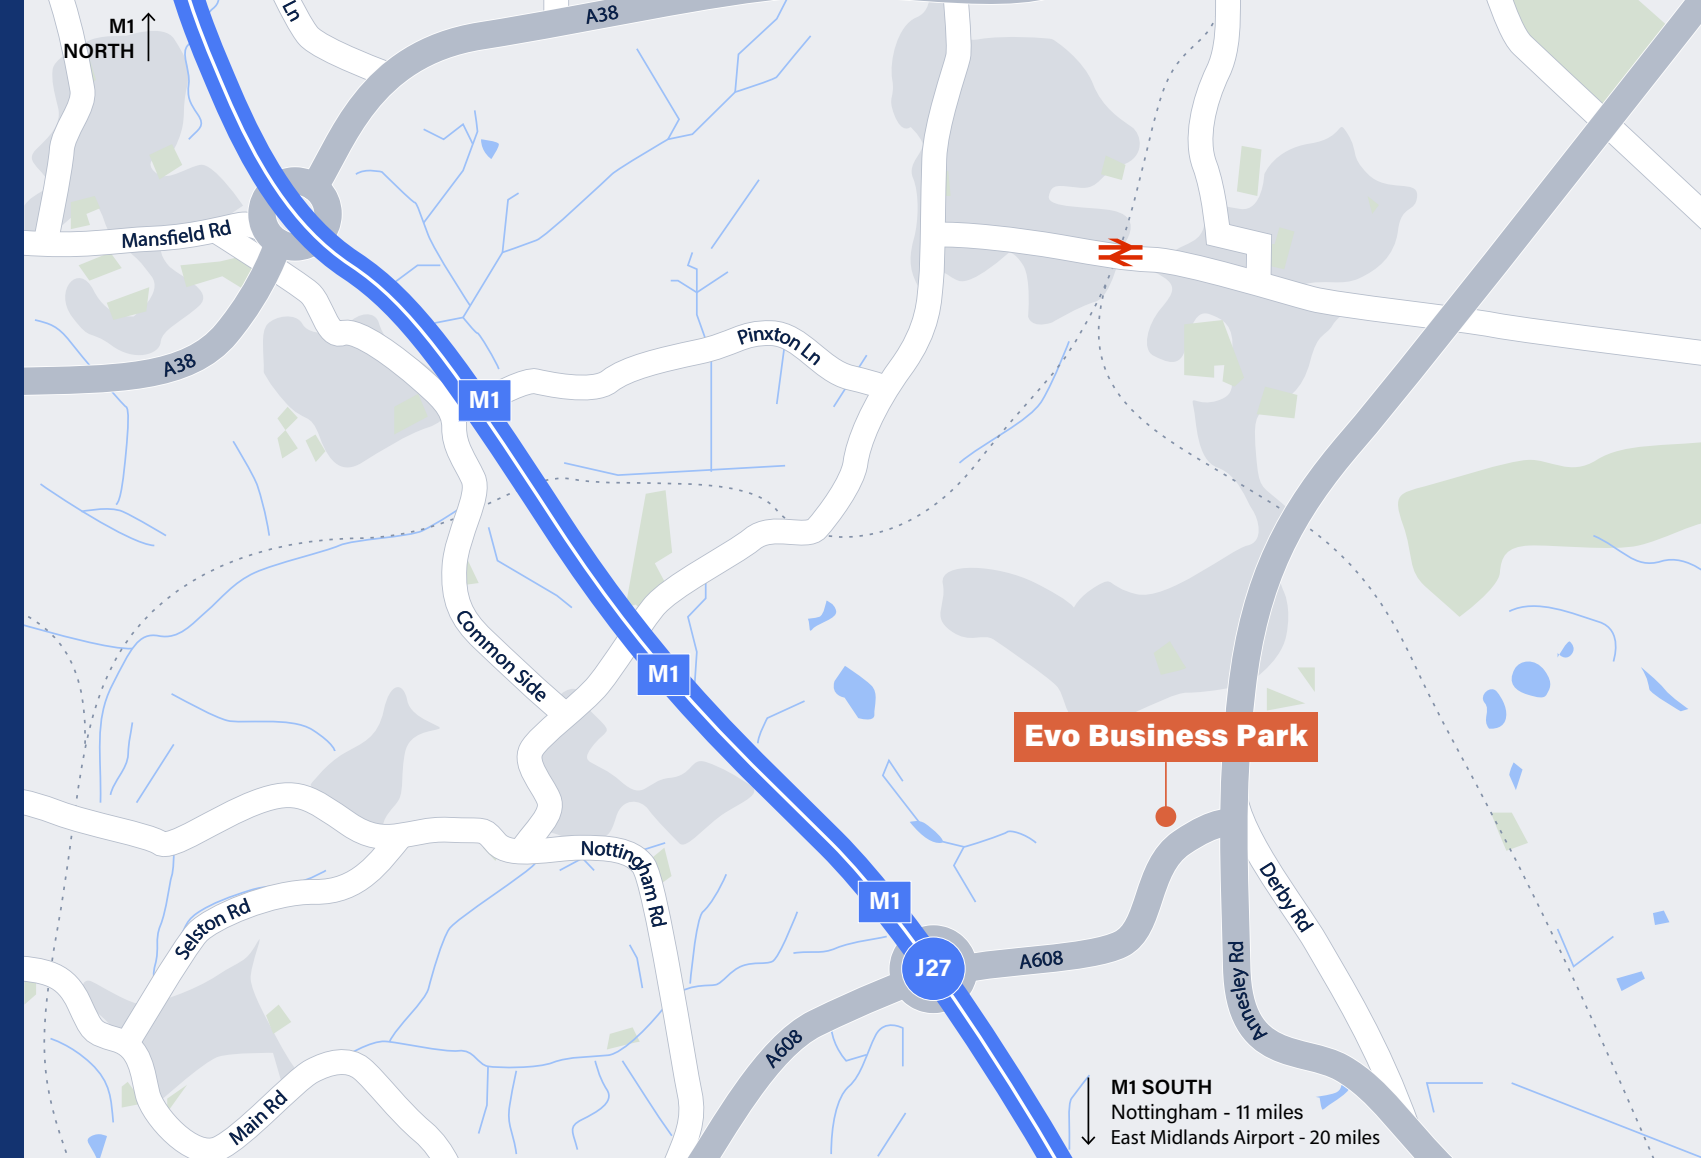 M1
NORTH
Ln
A38
Mansfield Rd
A38
Pinxton Ln
M1
Common Side
M1
Evo Business Park
Nottingham Rd
Derby Rd
M1
Selston Rd
Annesley Rd
A608
J27
A608
Main Rd
M1 SOUTH
Nottingham - 11 miles
East Midlands Airport - 20 miles